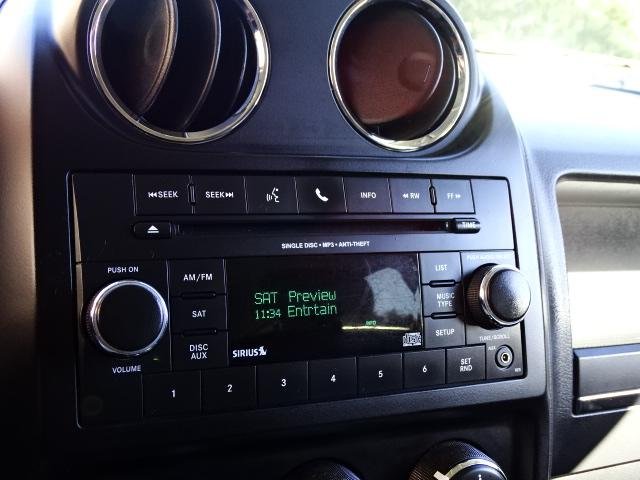 SEEK
SEEK
INFO
RW
FF
TIME
SINGLE DISC • MP3 • ANTI-THEFT
PUSH ON
VOLUME
AM/FM
SAT
DISC
AUX
SAT Preview
11:34 Entrtain
INFO
SIRIUS
LIST
MUSIC
TYPE
SETUP
TUNE/SCROLL
AUX
1
2
3
4
5
6
SET
RND